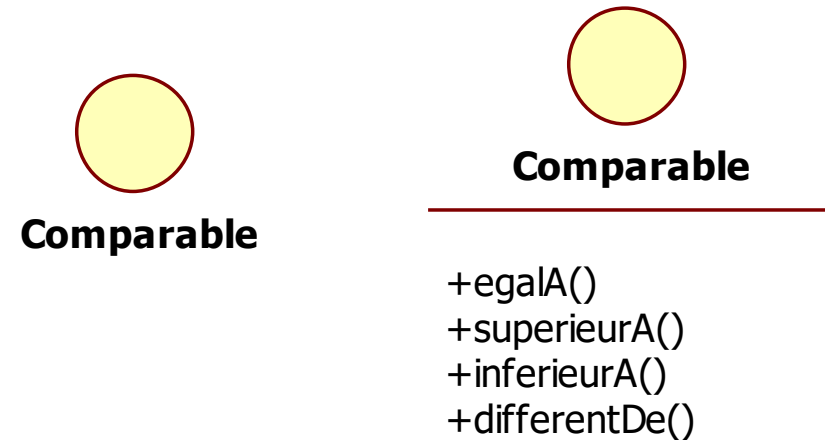 Comparable
Comparable
+egalA()
+superieurA()
+inferieurA()
+differentDe()